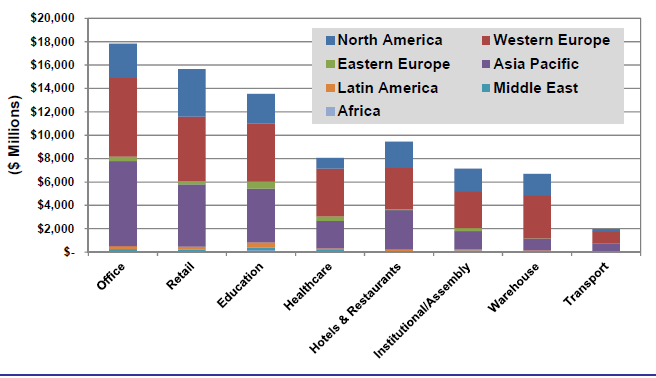 $20,000
$18,000
$16,000
$14,000
$12,000
$10,000
$8,000
$6,000
$4,000
$2,000
$-
($ Millions)
North America
Western Europe
Eastern Europe
Asia Pacific
Latin America
Middle East
Africa
Office
Retail
Education
Healthcare
Hotels & Restaurants
Institutional/Assembly
Warehouse
Transport